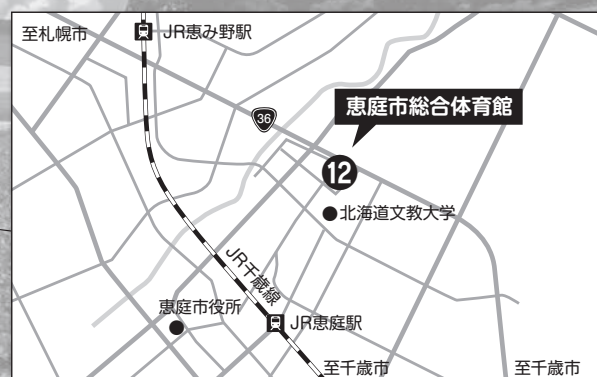 至札幌市
JR恵み野駅
36
恵庭市総合体育館
12
北海道文教大学
JR千歳線
恵庭市役所
JR恵庭駅
至千歳市
至千歳市